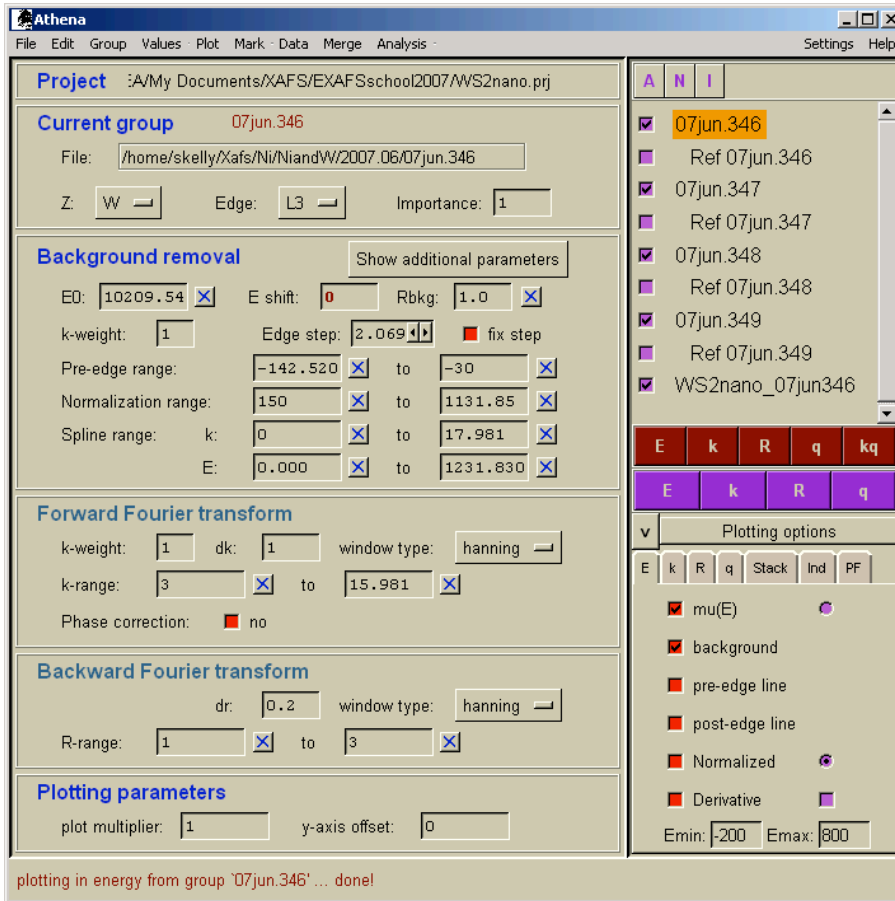 Athena
File Edit Group Values Plot Mark Data Merge Analysis Settings Help
Project :A/My Documents/XAFS/EXAFSschool2007/WS2nano.prj
Current group 07jun.346
File: /home/skelly/Xafs/Ni/NiandW/2007.06/07jun.346
Z: W Edge: L3 Importance: 1
Background removal Show additional parameters
E0: 10209.54 E shift: 0 Rbkg: 1.0
k-weight: 1 Edge step: 2.069 fix step
Pre-edge range: -142.520 to -30
Normalization range: 150 to 1131.85
Spline range: k: 0 to 17.981
E: 0.000 to 1231.830
Forward Fourier transform
k-weight: 1 dk: 1 window type: hanning
k-range: 3 to 15.981
Phase correction: no
Backward Fourier transform
dr: 0.2 window type: hanning
R-range: 1 to 3
Plotting parameters
plot multiplier: 1 y-axis offset: 0
A N I
07jun.346
Ref 07jun.346
07jun.347
Ref 07jun.347
07jun.348
Ref 07jun.348
07jun.349
Ref 07jun.349
WS2nano_07jun346
E k R q kq
E k R q
v Plotting options
E k R q Stack Ind PF
mu(E)
background
pre-edge line
post-edge line
Normalized
Derivative
Emin: -200 Emax: 800
plotting in energy from group `07jun.346' ... done!